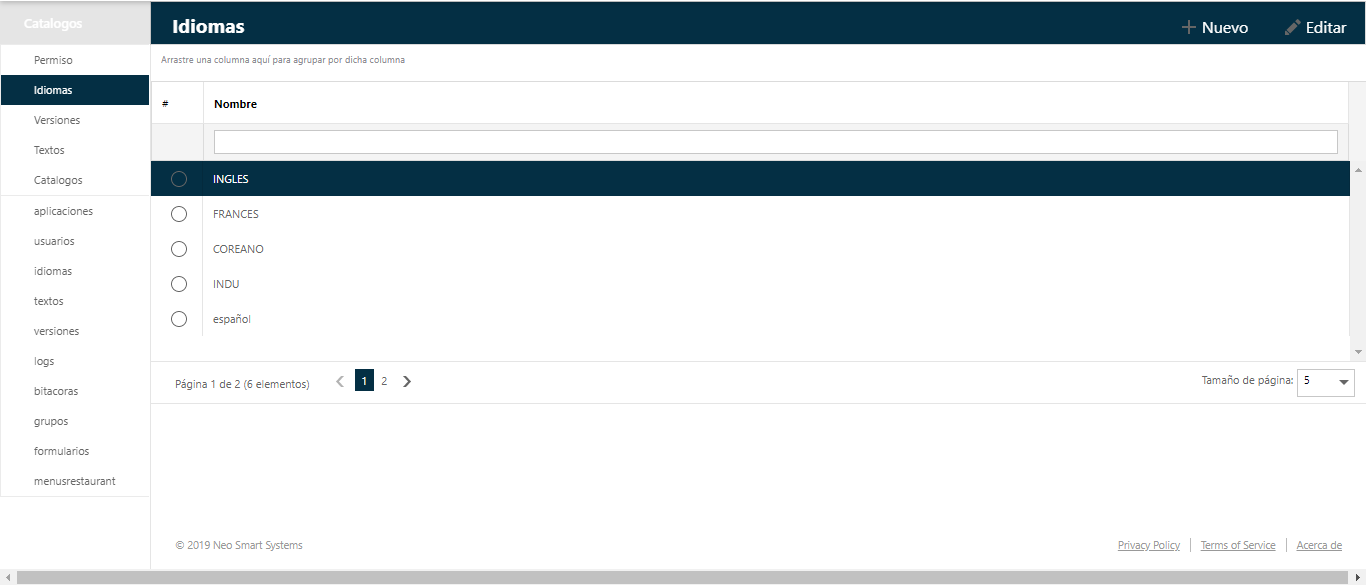 Catalogos
Permiso
Idiomas
Versiones
Textos
Catalogos
aplicaciones
usuarios
idiomas
textos
versiones
logs
bitacoras
grupos
formularios
menusrestaurant
Idiomas
Nuevo
Editar
Arrastre una columna aquí para agrupar por dicha columna
# Nombre
INGLES
FRANCES
COREANO
INDU
español
Página 1 de 2 (6 elementos) 1 2
Tamaño de página: 5
© 2019 Neo Smart Systems
Privacy Policy | Terms of Service | Acerca de